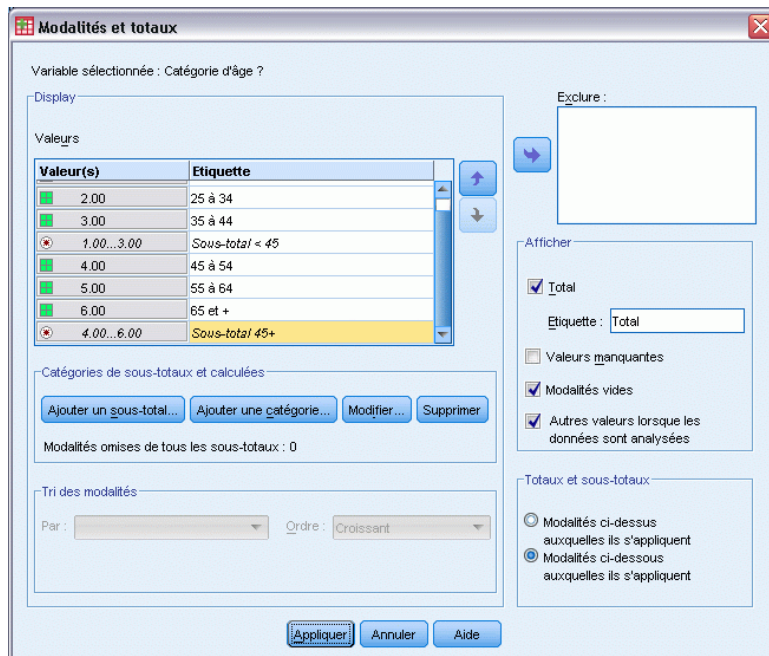 Modalités et totaux
Variable sélectionnée : Catégorie d'âge ?
Display
Valeurs
Valeur(s) Etiquette
2.00 25 à 34
3.00 35 à 44
1.00...3.00 Sous-total < 45
4.00 45 à 54
5.00 55 à 64
6.00 65 et +
4.00...6.00 Sous-total 45+
Catégories de sous-totaux et calculées
Ajouter un sous-total... Ajouter une catégorie... Modifier... Supprimer
Modalités omises de tous les sous-totaux : 0
Tri des modalités
Par : Ordre : Croissant
Exclure :
Afficher
Total
Etiquette : Total
Valeurs manquantes
Modalités vides
Autres valeurs lorsque les
données sont analysées
Totaux et sous-totaux
Modalités ci-dessus
auxquelles ils s'appliquent
Modalités ci-dessous
auxquelles ils s'appliquent
Appliquer Annuler Aide